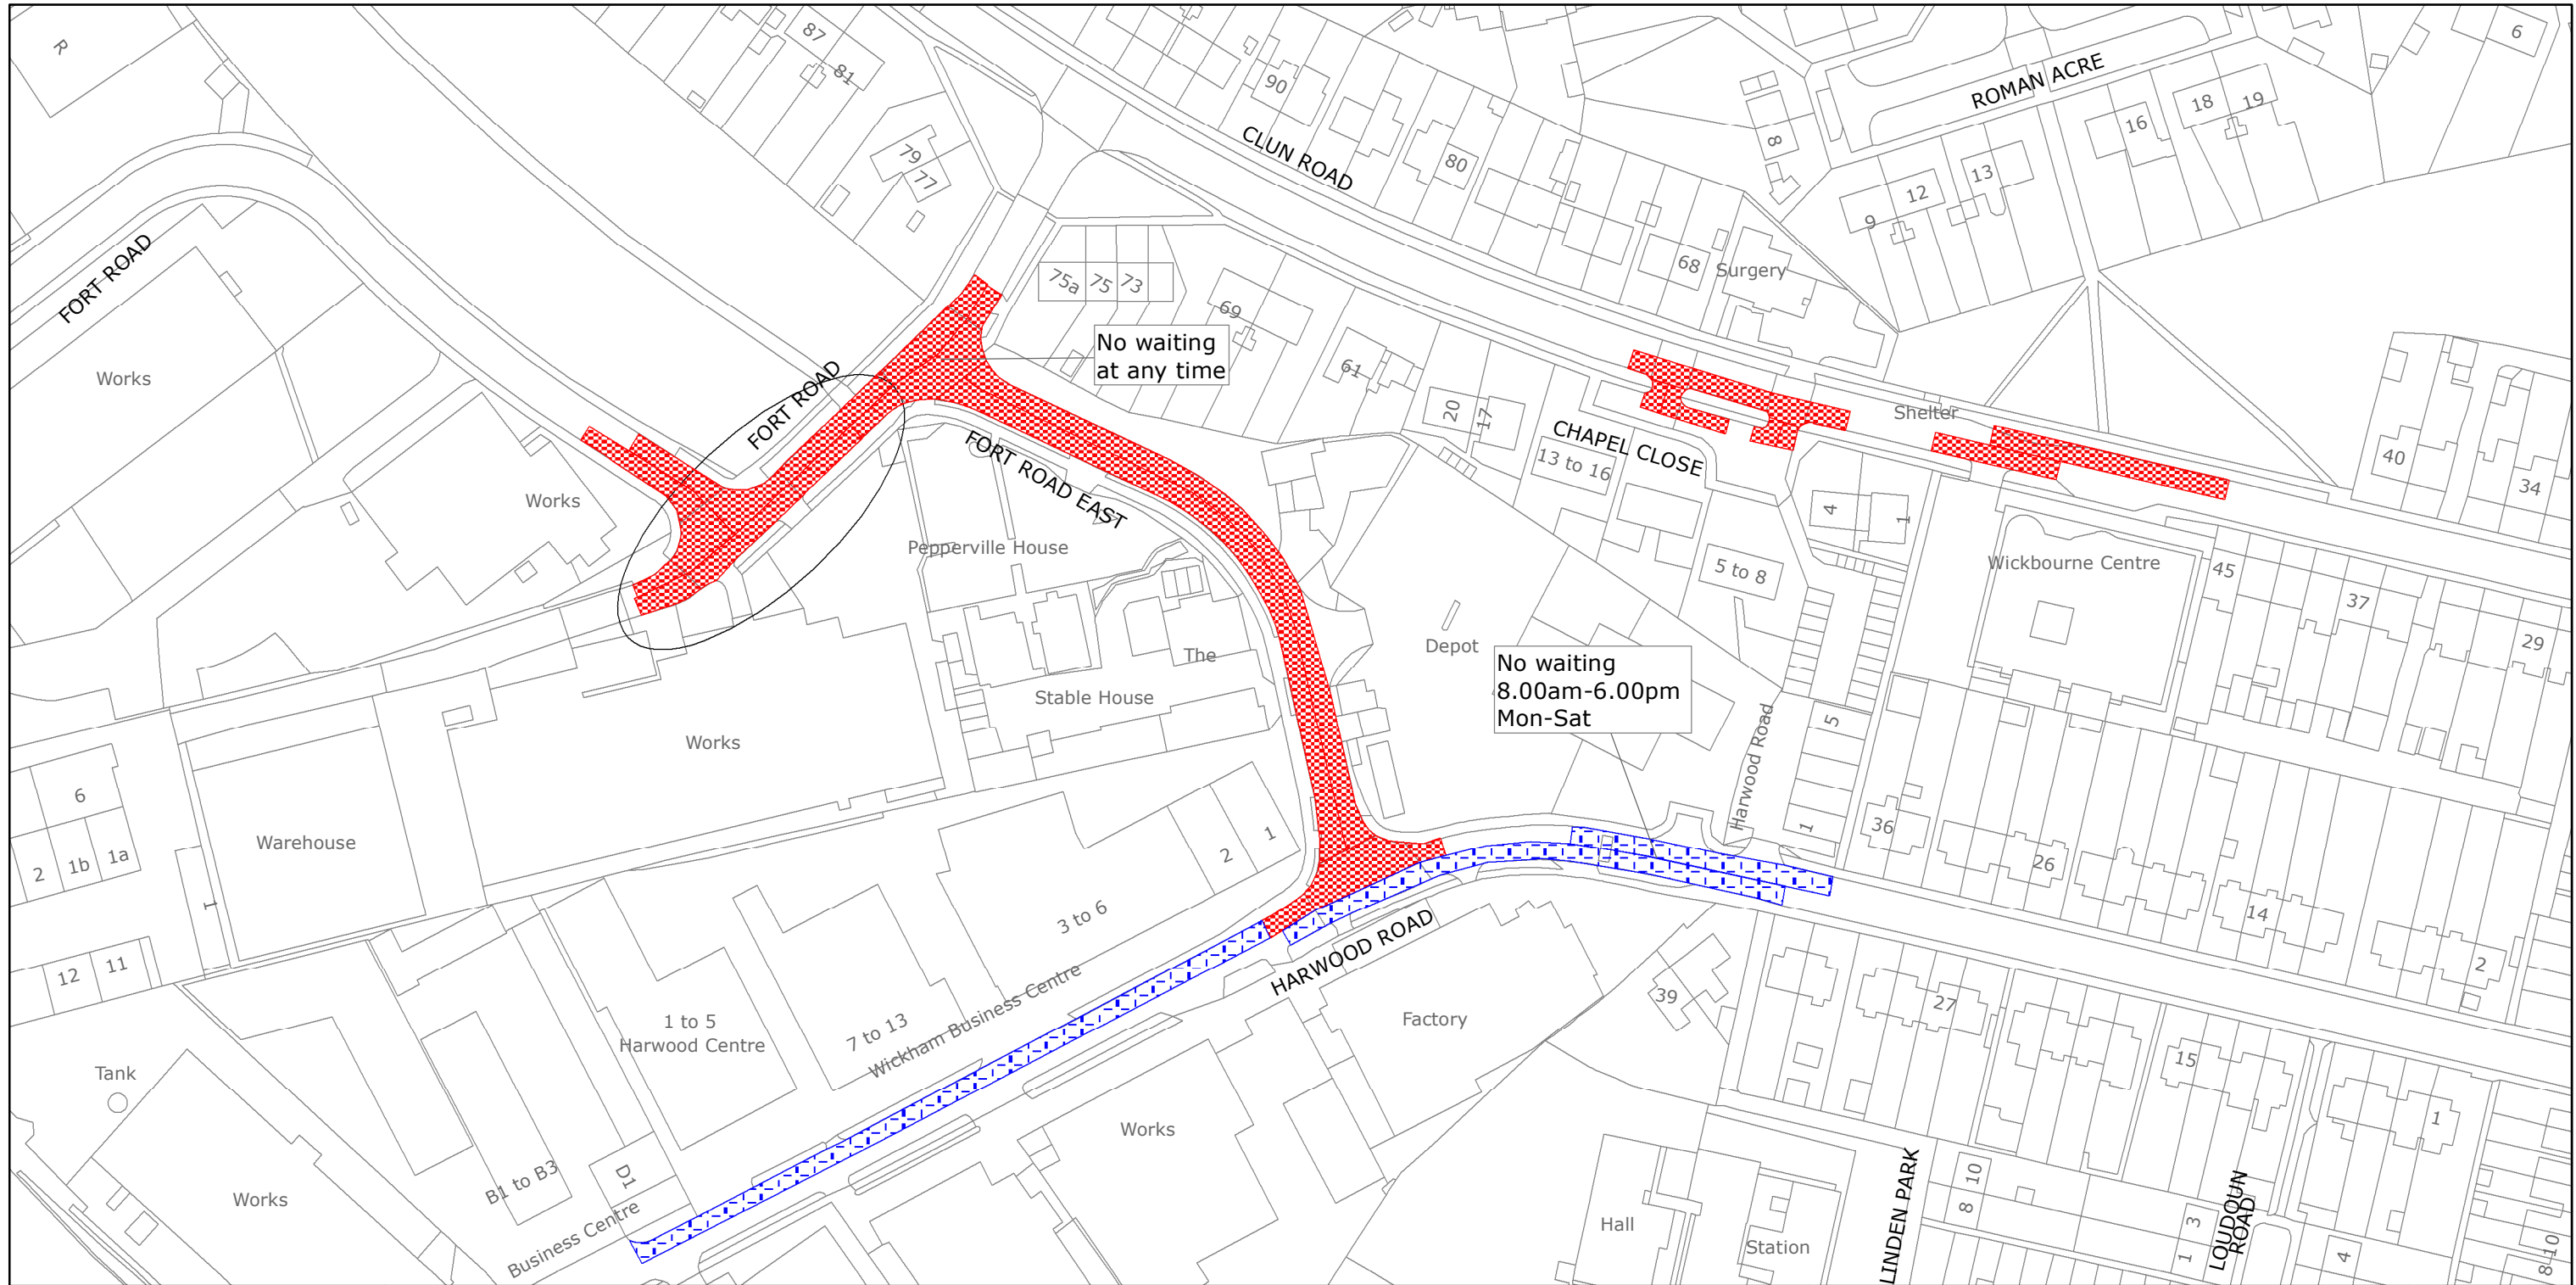 R
87
81
90
CLUN ROAD
80
8
ROMAN ACRE
18
19
16
6
79
77
13
12
9
FORT ROAD
75a
75
73
69
68
Surgery
No waiting
at any time
Works
FORT ROAD
61
20
17
Shelter
CHAPEL CLOSE
13 to 16
40
34
FORT ROAD EAST
Works
4
1
Pepperville House
Wickbourne Centre
5 to 8
45
37
29
Depot
The
Stable House
No waiting
8.00am-6.00pm
Mon-Sat
Harwood Road
5
1
Works
6
2
1b
1a
Warehouse
1
1
2
36
26
3 to 6
14
2
HARWOOD ROAD
12
11
1 to 5
Harwood Centre
7 to 13
Wickham Business Centre
39
27
Factory
15
Tank
Works
1
B1 to B3
D1
Works
Business Centre
Hall
Station
LINDEN PARK
10
8
3
1
LOUDOUN
ROAD
4
10
8